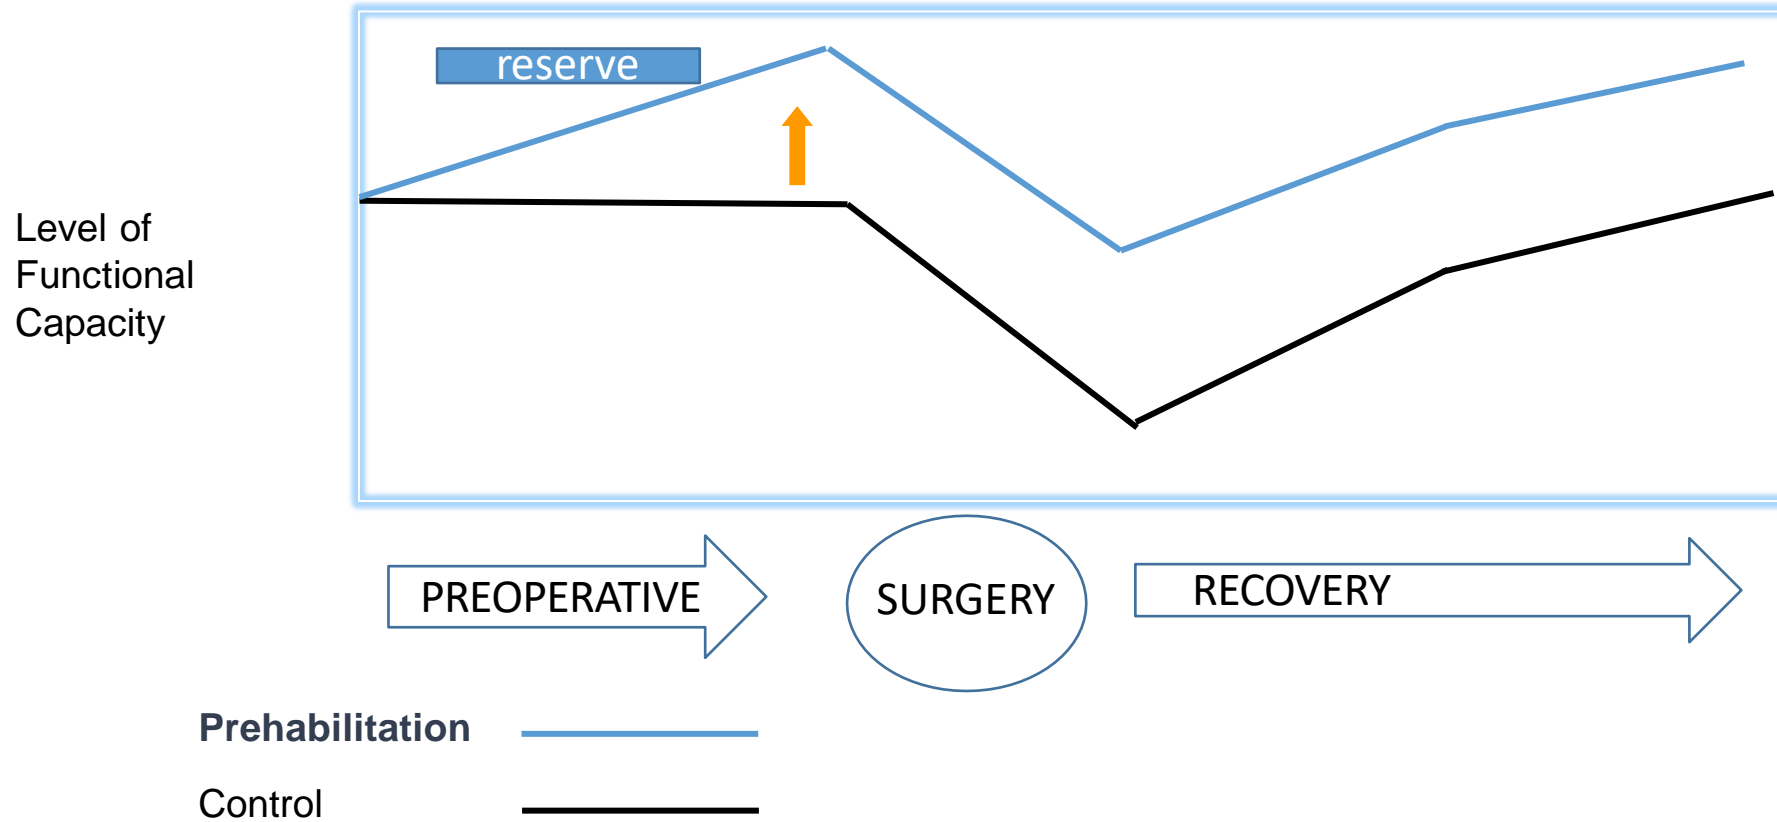 reserve
Level of
Functional
Capacity
PREOPERATIVE
SURGERY
RECOVERY
Prehabilitation
Control